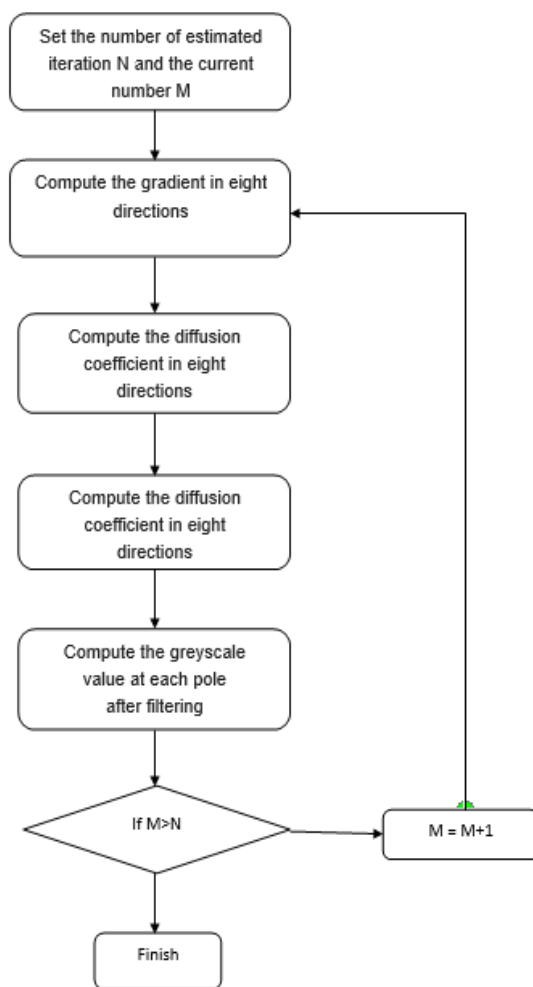 Set the number of estimated
iteration N and the current
number M
Compute the gradient in eight
directions
Compute the diffusion
coefficient in eight
directions
Compute the diffusion
coefficient in eight
directions
Compute the greyscale
value at each pole
after filtering
If M>N
M = M+1
Finish